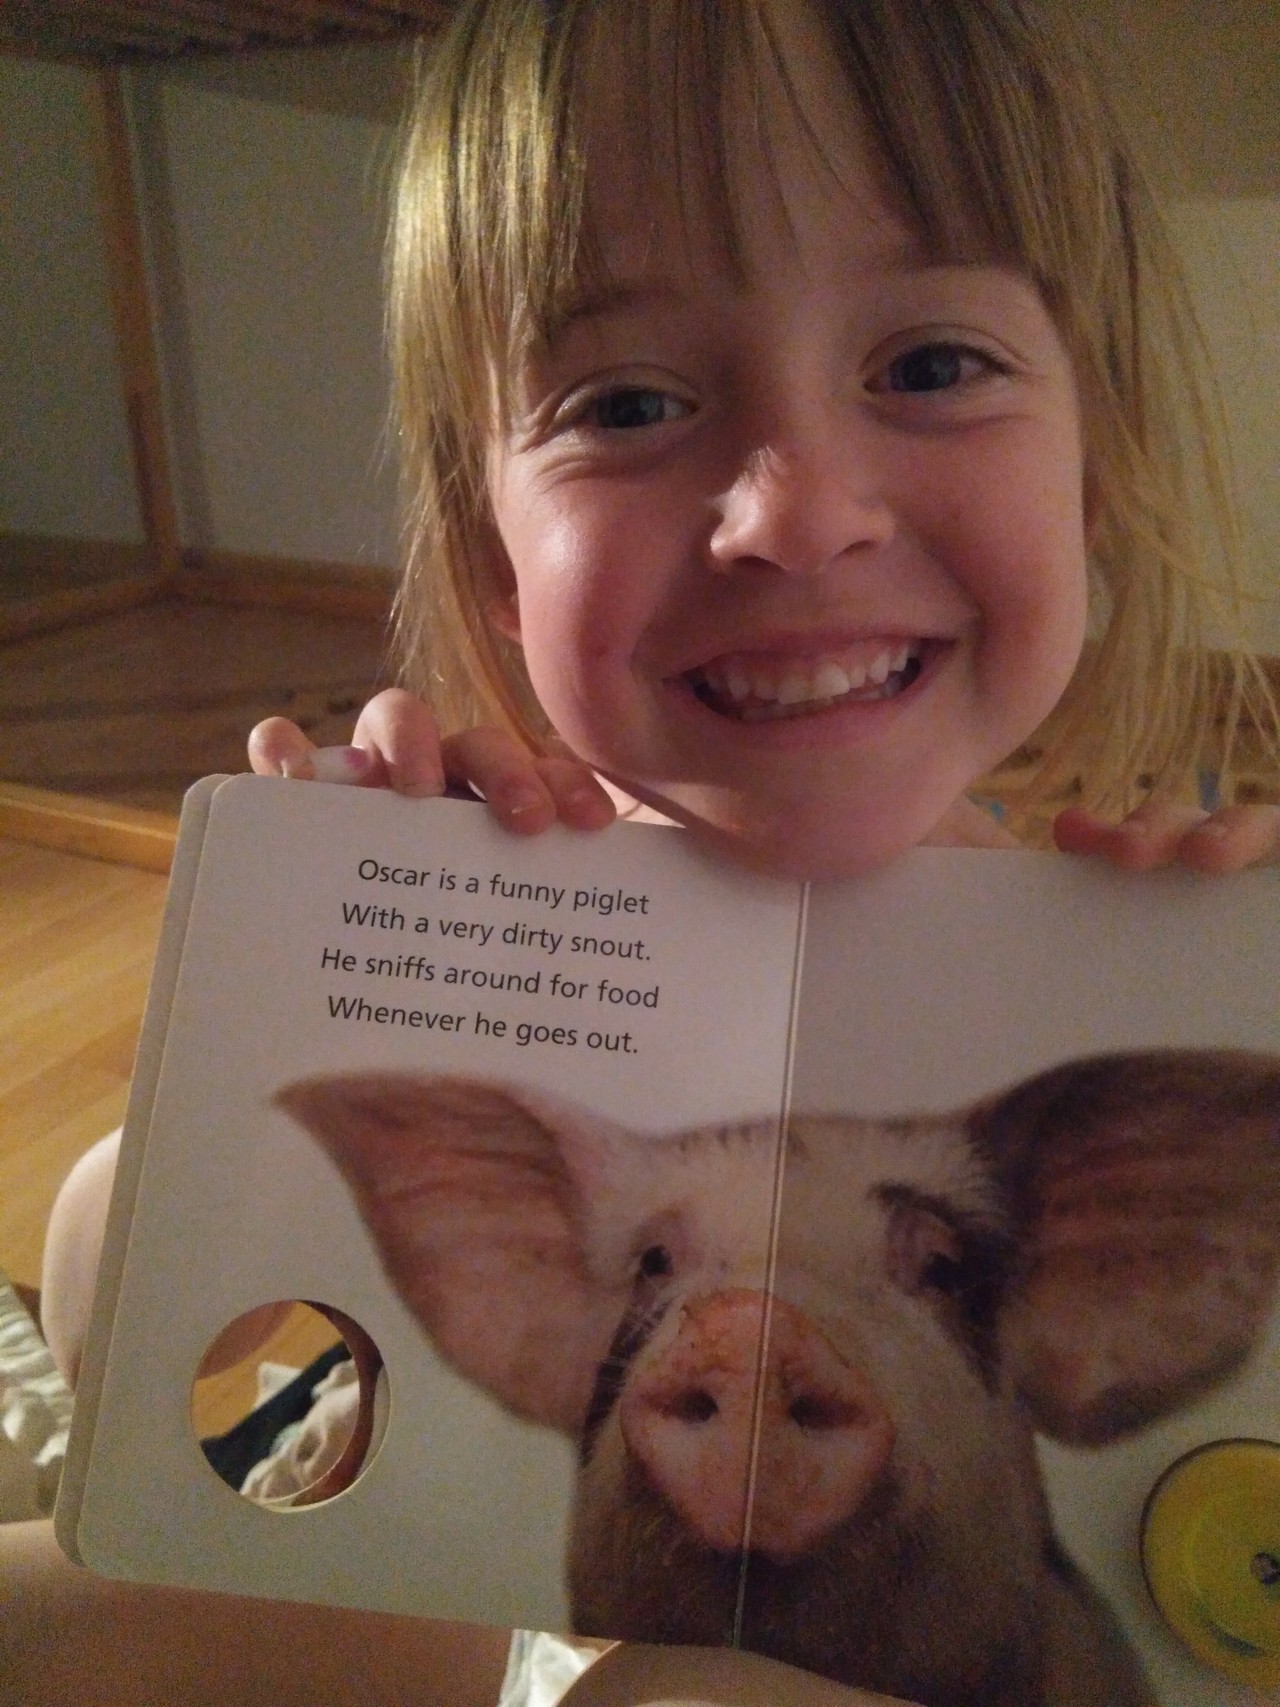 Oscar is a funny piglet
With a very dirty snout.
He sniffs around for food
Whenever he goes out.